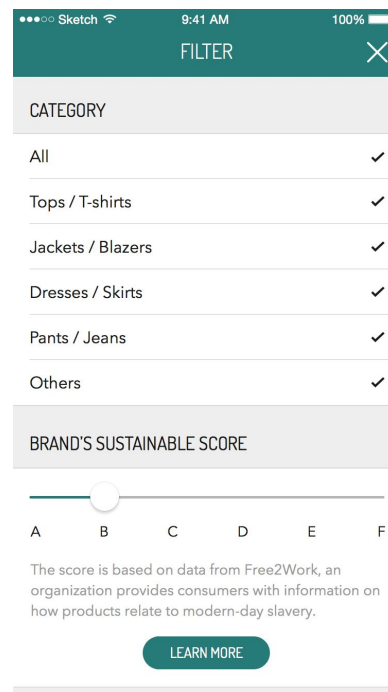 Sketch 9:41 AM 100%
FILTER
CATEGORY
All
Tops / T-shirts
Jackets / Blazers
Dresses / Skirts
Pants / Jeans
Others
BRAND'S SUSTAINABLE SCORE
A B C D E F
The score is based on data from Free2Work, an
organization provides consumers with information on
how products relate to modern-day slavery.
LEARN MORE